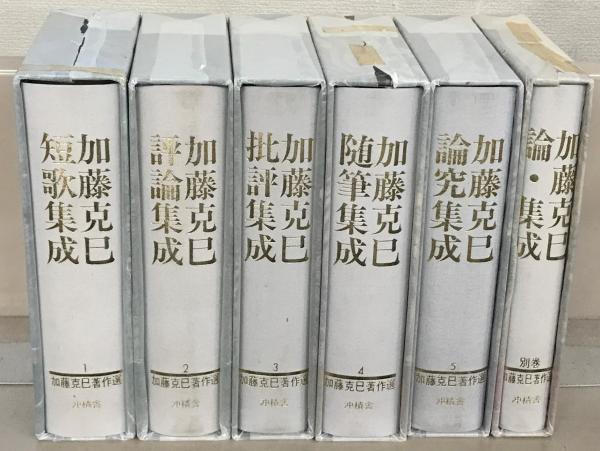 加藤克巳
短歌集成
1
加藤克巳著作選
沖積舎
加藤克巳
評論集成
2
加藤克巳著作選
沖積舎
加藤克巳
批評集成
3
加藤克巳著作選
沖積舎
加藤克巳
随筆集成
4
加藤克巳著作選
沖積舎
加藤克巳
論究集成
5
加藤克巳著作選
沖積舎
加藤克巳
論・集成
別巻
加藤克巳著作選
沖積舎